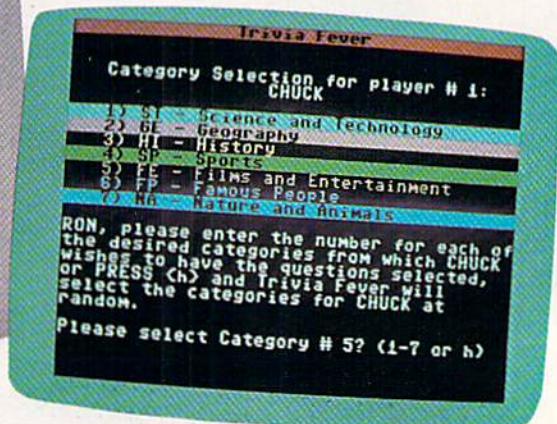 Trivia Fever
Category Selection for player # 1:
CHUCK
1) ST - Science and Technology
2) GE - Geography
3) HI - History
4) SP - Sports
5) FE - Films and Entertainment
6) FP - Famous People
7) NA - Nature and Animals
RON, please enter the number for each of
the desired categories from which CHUCK
wishes to have the questions selected,
or PRESS <h> and Trivia Fever will
select the categories for CHUCK at
random.
Please select Category # 5? (1-7 or h)